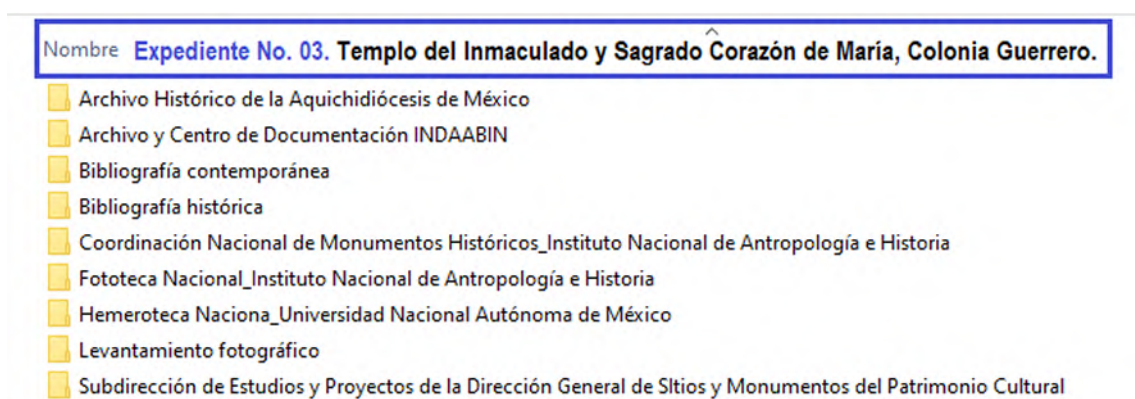 Nombre Expediente No. 03. Templo del Inmaculado y Sagrado Corazón de María, Colonia Guerrero.
Archivo Histórico de la Aquichidiócesis de México
Archivo y Centro de Documentación INDAABIN
Bibliografía contemporánea
Bibliografía histórica
Coordinación Nacional de Monumentos Históricos_Instituto Nacional de Antropología e Historia
Fototeca Nacional_Instituto Nacional de Antropología e Historia
Hemeroteca Naciona_Universidad Nacional Autónoma de México
Levantamiento fotográfico
Subdirección de Estudios y Proyectos de la Dirección General de SItios y Monumentos del Patrimonio Cultural